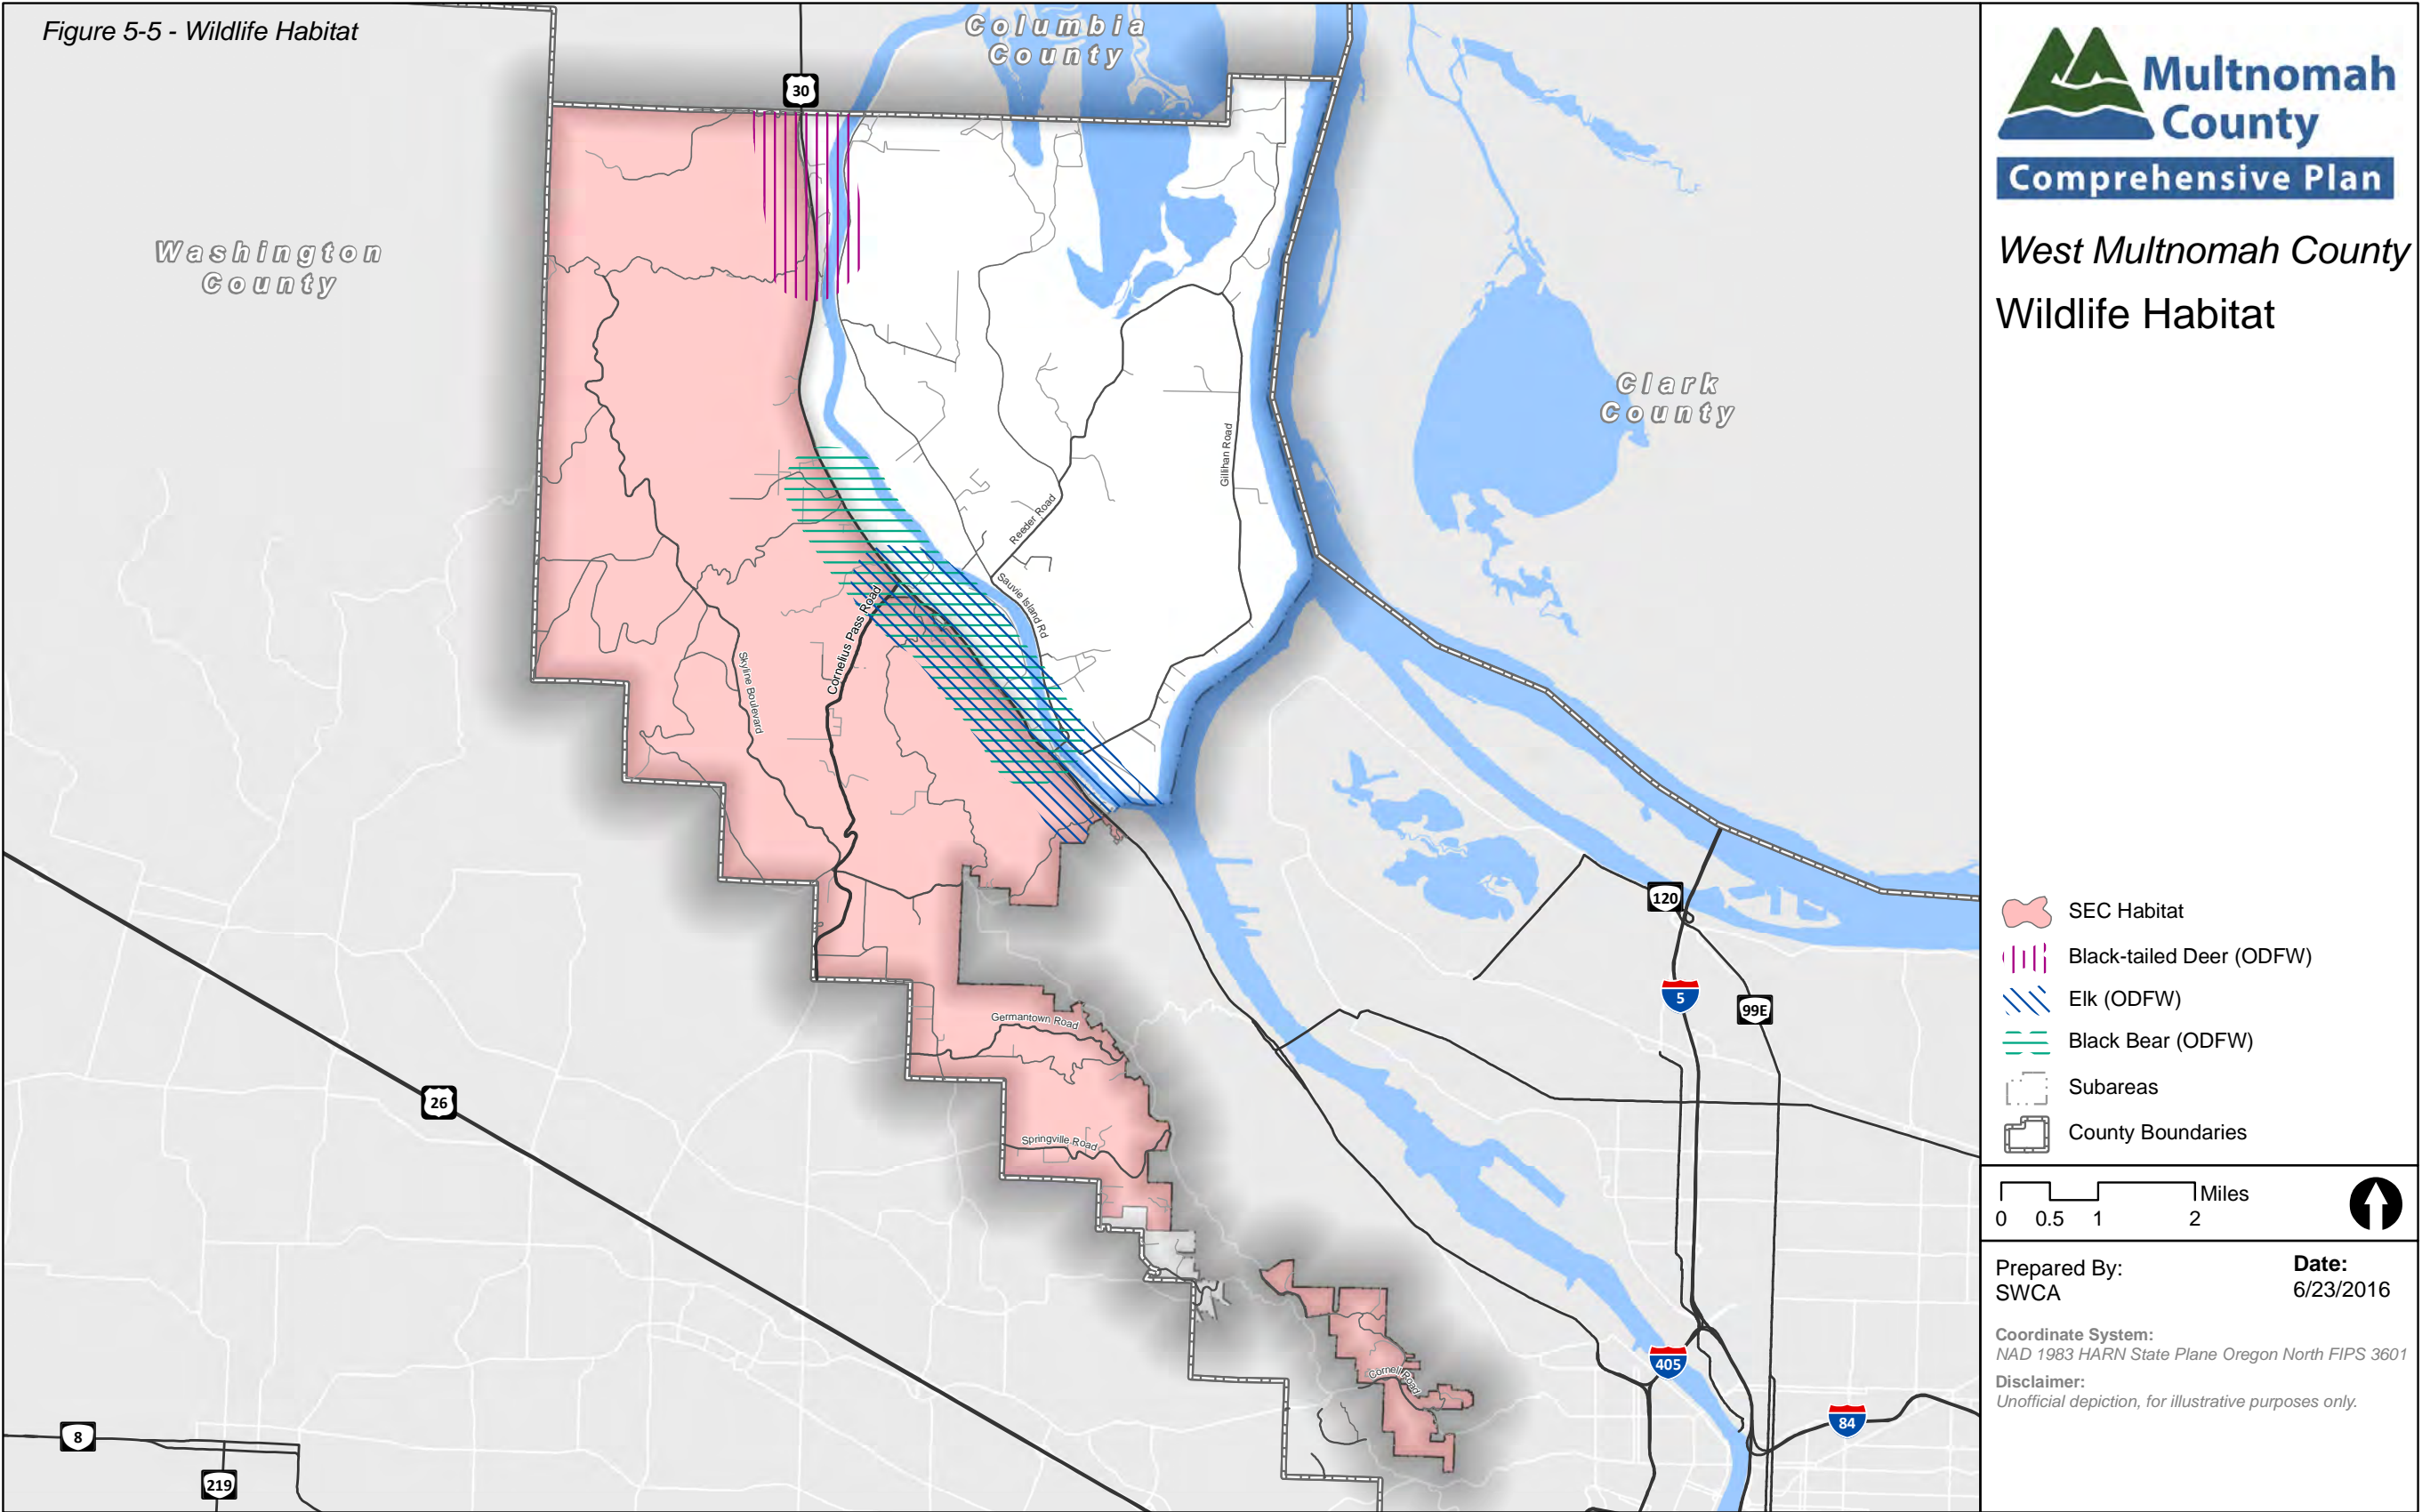 Figure 5-5 - Wildlife Habitat
Columbia
County
30
Washington
County
Clark
County
Gillihan Road
Reeder Road
Sauvie Island Rd
Cornelius Pass Road
Skyline Boulevard
120
5
99E
Germantown Road
26
Springville Road
Cornell Road
405
84
8
219
Multnomah
County
Comprehensive Plan
West Multnomah County
Wildlife Habitat
SEC Habitat
Black-tailed Deer (ODFW)
Elk (ODFW)
Black Bear (ODFW)
Subareas
County Boundaries
Miles
0 0.5 1 2
Prepared By:
SWCA
Date:
6/23/2016
Coordinate System:
NAD 1983 HARN State Plane Oregon North FIPS 3601
Disclaimer:
Unofficial depiction, for illustrative purposes only.